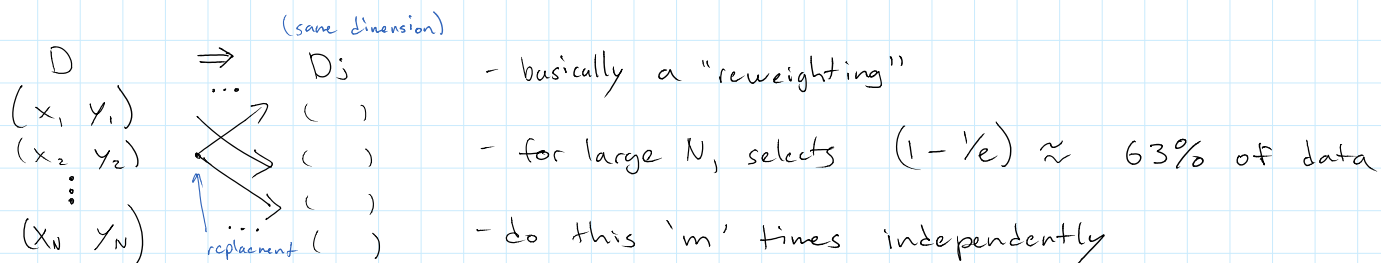 (same dimension)
D ⇒ Dj - basically a "reweighting"
...
(x₁ y₁) ( )
(x₂ y₂) ( ) - for large N, selects (1 - 1/e) ≈ 63% of data
⋮ ( )
...
(xN yN) replacment ( ) - do this 'm' times independently